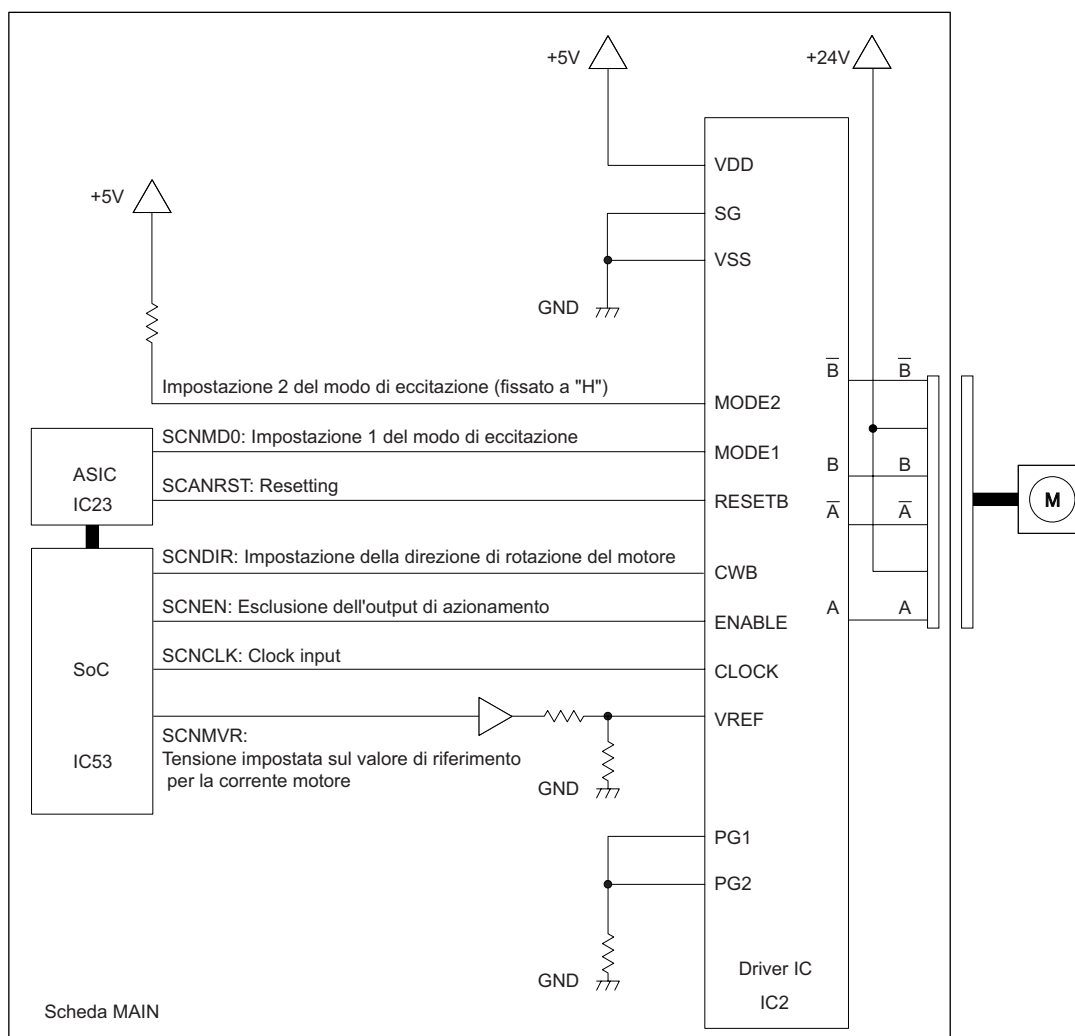 +5V
+24V
VDD
+5V
SG
VSS
GND
Impostazione 2 del modo di eccitazione (fissato a "H")
B
B
MODE2
SCNMD0: Impostazione 1 del modo di eccitazione
MODE1
B
B
ASIC
IC23
SCANRST: Resetting
RESETB
A
A
M
SCNDIR: Impostazione della direzione di rotazione del motore
CWB
SCNEN: Esclusione dell'output di azionamento
ENABLE
A
A
SoC
SCNCLK: Clock input
CLOCK
VREF
SCNMVR:
Tensione impostata sul valore di riferimento
per la corrente motore
IC53
GND
PG1
PG2
GND
Driver IC
IC2
Scheda MAIN